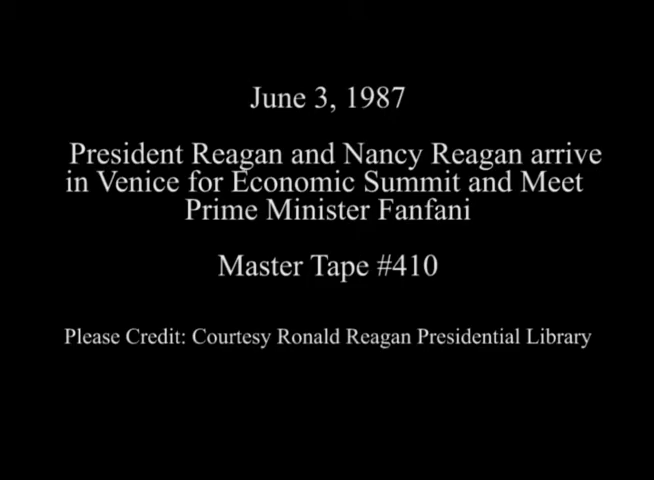 June 3, 1987
President Reagan and Nancy Reagan arrive
in Venice for Economic Summit and Meet
Prime Minister Fanfani
Master Tape #410
Please Credit: Courtesy Ronald Reagan Presidential Library